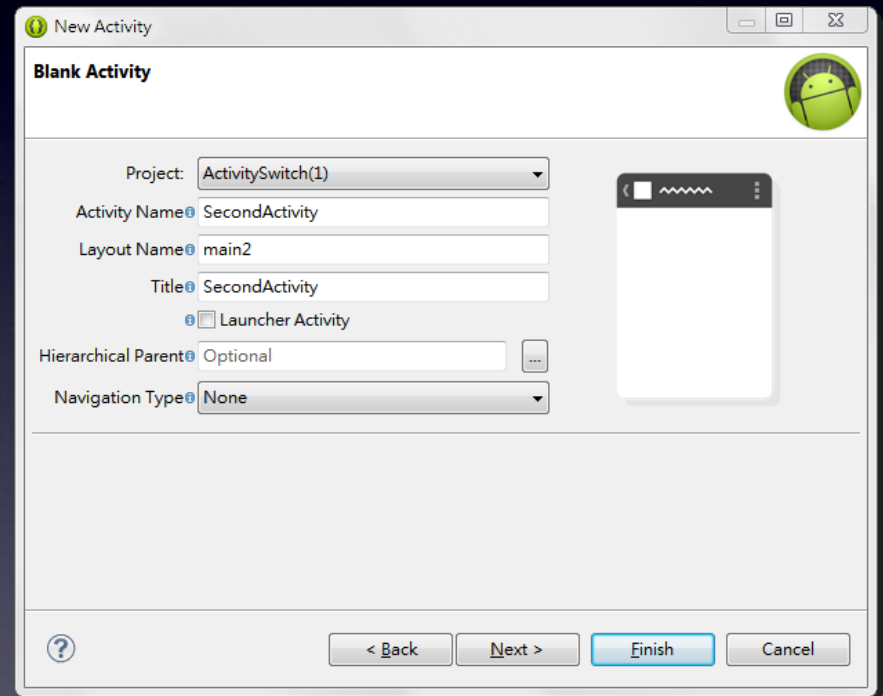 New Activity
Blank Activity
Project: ActivitySwitch(1)
Activity Name SecondActivity
Layout Name main2
Title SecondActivity
Launcher Activity
Hierarchical Parent Optional ...
Navigation Type None
? < Back Next > Finish Cancel